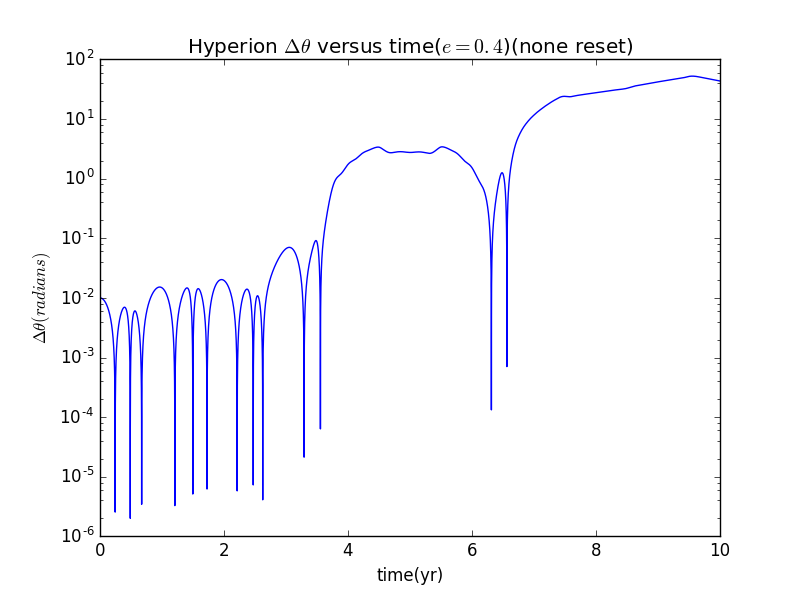 Hyperion Δθ versus time(e=0.4)(none reset)
10^2
10^1
10^0
10^-1
10^-2
10^-3
10^-4
10^-5
10^-6
Δθ(radians)
0 2 4 6 8 10
time(yr)